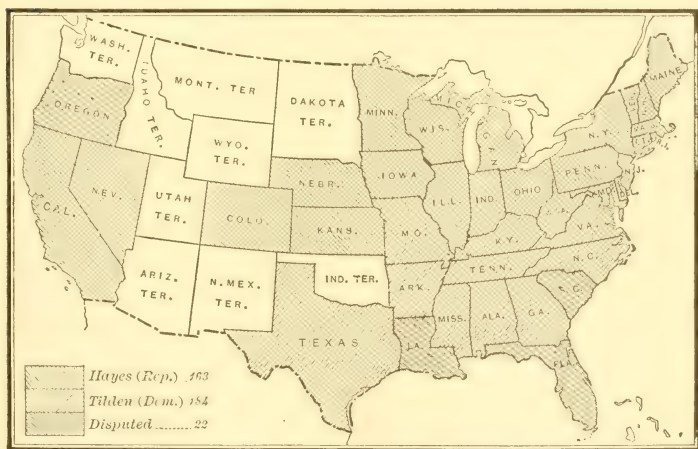 WASH.
TER.
IDAHO TER.
MONT. TER
DAKOTA
TER.
MINN.
MICHIGAN
WIS.
MAINE
N.Y.
OREGON
WYO.
TER.
NEBR.
IOWA
ILL.
IND.
OHIO
PENN.
N.J.
R.I.
MD.
CAL.
NEV.
UTAH
TER.
COLO.
KANS.
MO.
KY.
VA.
N.C.
TENN.
ARIZ.
TER.
N.MEX.
TER.
IND. TER.
ARK.
S.C.
TEXAS
LA.
MISS.
ALA.
GA.
FLA.
Hayes (Rep.) 163
Tilden (Dem.) 184
Disputed ........ 22